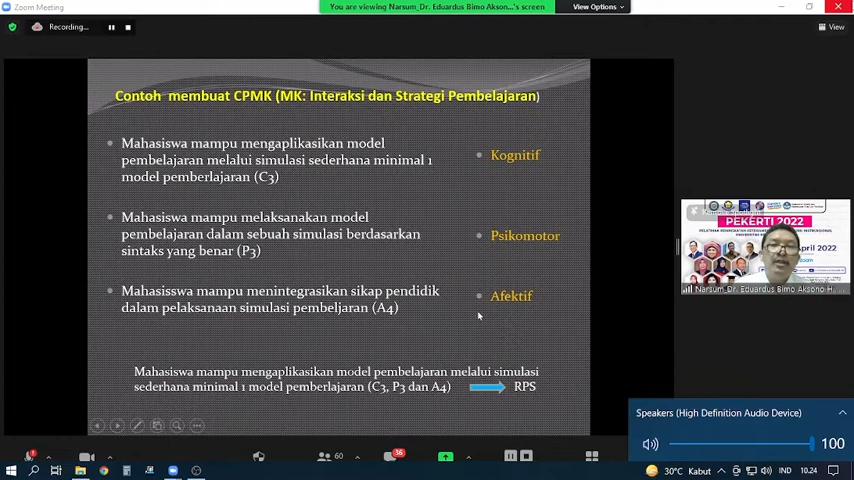 Zoom Meeting
You are viewing Narsum_Dr. Eduardus Bimo Akson...'s screen
View Options
Recording...
View
Contoh membuat CPMK (MK: Interaksi dan Strategi Pembelajaran)
Mahasiswa mampu mengaplikasikan model
pembelajaran melalui simulasi sederhana minimal 1
model pemberlajaran (C3)
Kognitif
Mahasiswa mampu melaksanakan model
pembelajaran dalam sebuah simulasi berdasarkan
sintaks yang benar (P3)
Psikomotor
Mahasisswa mampu menintegrasikan sikap pendidik
dalam pelaksanaan simulasi pembeljaran (A4)
Afektif
Mahasiswa mampu mengaplikasikan model pembelajaran melalui simulasi
sederhana minimal 1 model pemberlajaran (C3, P3 dan A4)
RPS
PEKERTI 2022
April 2022
zoom
Narsum_Dr. Eduardus Bimo Aksono H...
Speakers (High Definition Audio Device)
100
60
36
30°C Kabut
IND
10.24